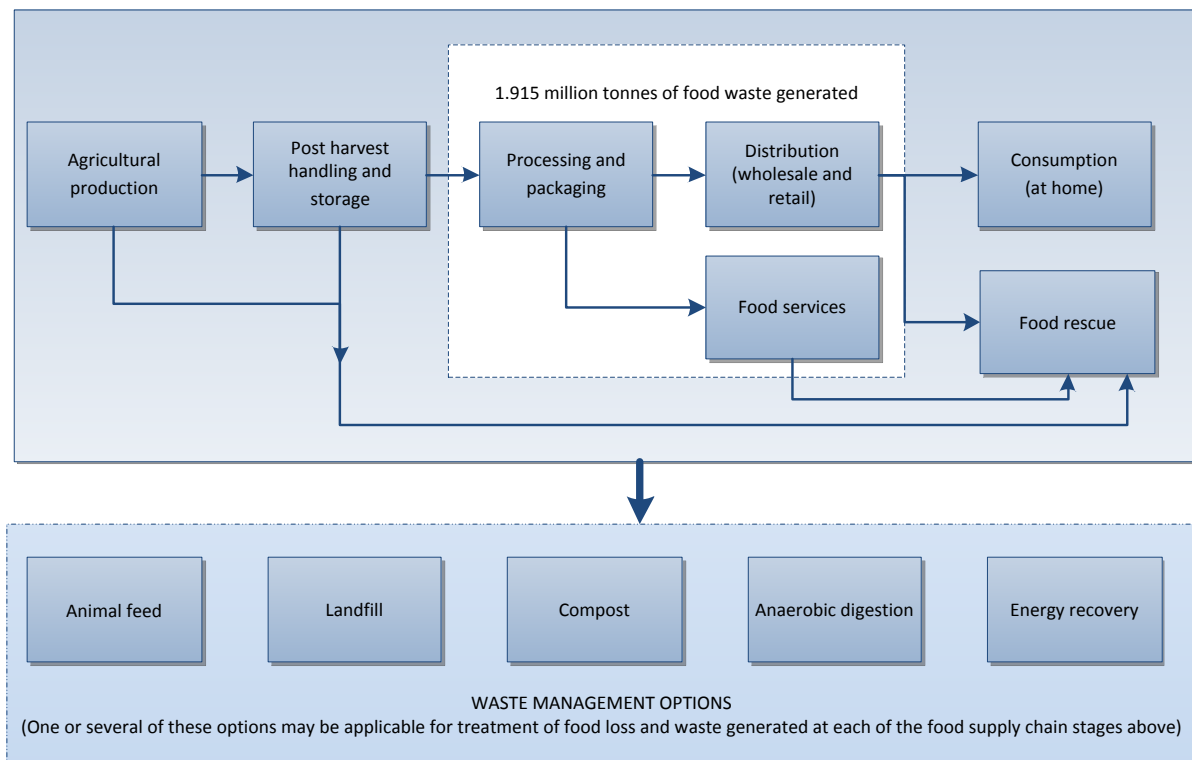 1.915 million tonnes of food waste generated
Agricultural
production
Post harvest
handling and
storage
Processing and
packaging
Distribution
(wholesale and
retail)
Consumption
(at home)
Food services
Food rescue
Animal feed
Landfill
Compost
Anaerobic digestion
Energy recovery
WASTE MANAGEMENT OPTIONS
(One or several of these options may be applicable for treatment of food loss and waste generated at each of the food supply chain stages above)